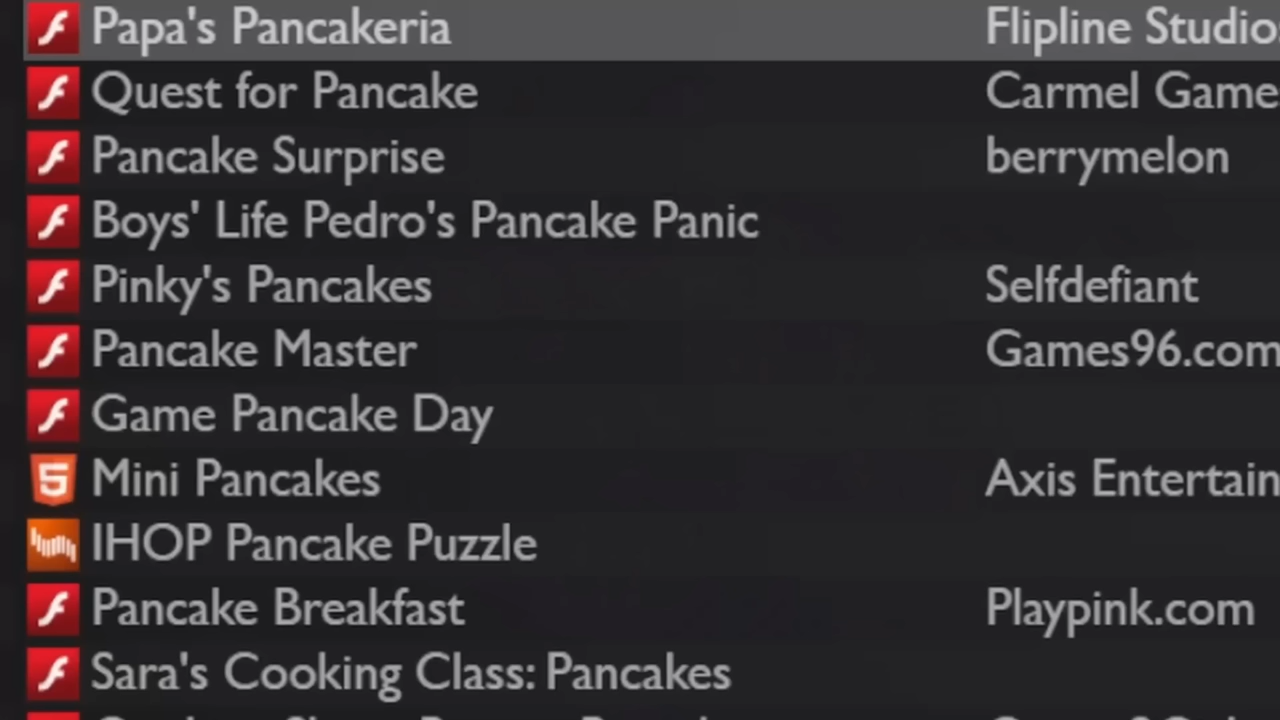 Papa's Pancakeria Flipline Studio
Quest for Pancake Carmel Game
Pancake Surprise berrymelon
Boys' Life Pedro's Pancake Panic
Pinky's Pancakes Selfdefiant
Pancake Master Games96.com
Game Pancake Day
5 Mini Pancakes Axis Entertain
IHOP Pancake Puzzle
Pancake Breakfast Playpink.com
Sara's Cooking Class: Pancakes